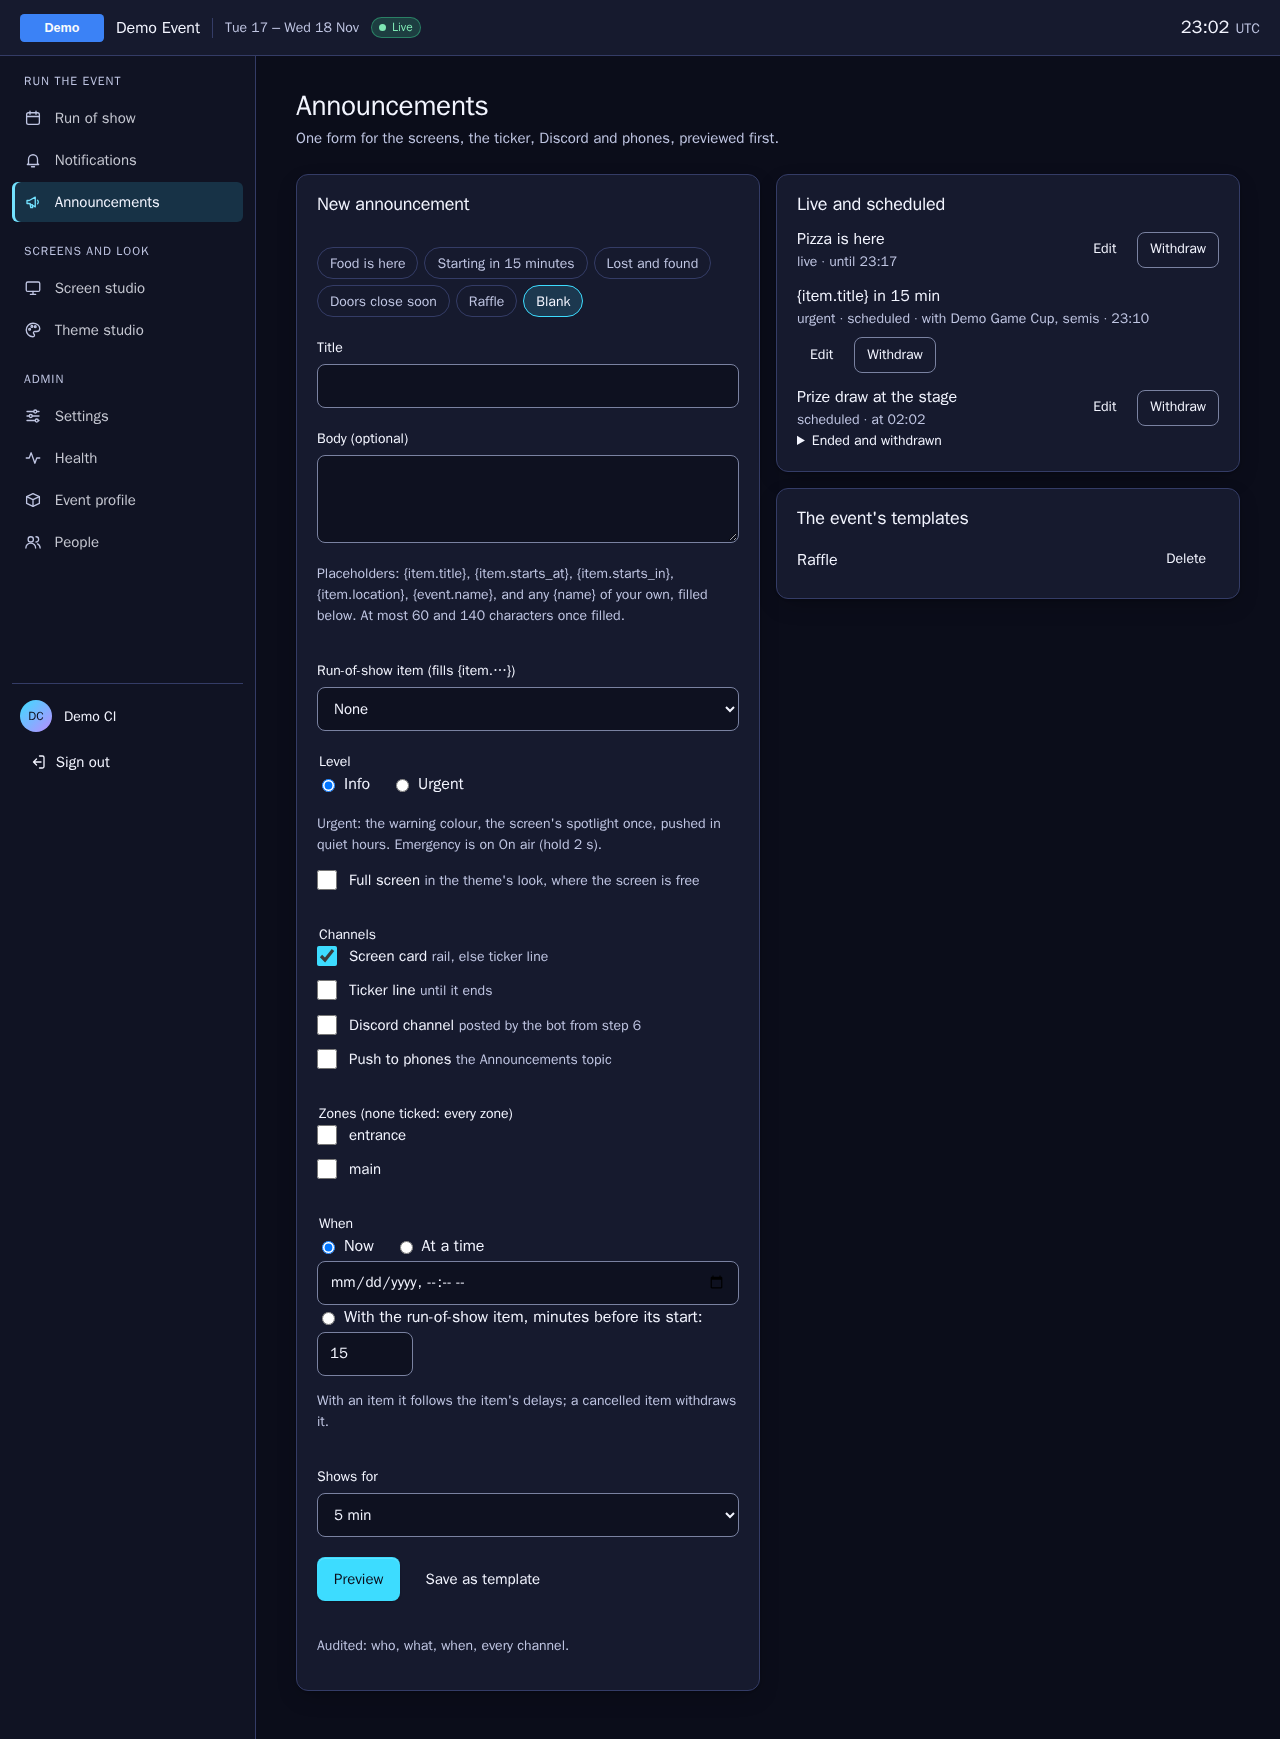 Demo
Demo Event
Tue 17 – Wed 18 Nov
Live
23:02 UTC
RUN THE EVENT
Run of show
Notifications
Announcements
SCREENS AND LOOK
Screen studio
Theme studio
ADMIN
Settings
Health
Event profile
People
DC
Demo CI
Sign out
Announcements
One form for the screens, the ticker, Discord and phones, previewed first.
New announcement
Food is here
Starting in 15 minutes
Lost and found
Doors close soon
Raffle
Blank
Title
Body (optional)
Placeholders: {item.title}, {item.starts_at}, {item.starts_in},
{item.location}, {event.name}, and any {name} of your own, filled
below. At most 60 and 140 characters once filled.
Run-of-show item (fills {item.…})
None
Level
Info
Urgent
Urgent: the warning colour, the screen's spotlight once, pushed in
quiet hours. Emergency is on On air (hold 2 s).
Full screen in the theme's look, where the screen is free
Channels
Screen card rail, else ticker line
Ticker line until it ends
Discord channel posted by the bot from step 6
Push to phones the Announcements topic
Zones (none ticked: every zone)
entrance
main
When
Now
At a time
mm/dd/yyyy, --:-- --
With the run-of-show item, minutes before its start:
15
With an item it follows the item's delays; a cancelled item withdraws
it.
Shows for
5 min
Preview
Save as template
Audited: who, what, when, every channel.
Live and scheduled
Pizza is here
live · until 23:17
Edit
Withdraw
{item.title} in 15 min
urgent · scheduled · with Demo Game Cup, semis · 23:10
Edit
Withdraw
Prize draw at the stage
scheduled · at 02:02
Edit
Withdraw
Ended and withdrawn
The event's templates
Raffle
Delete